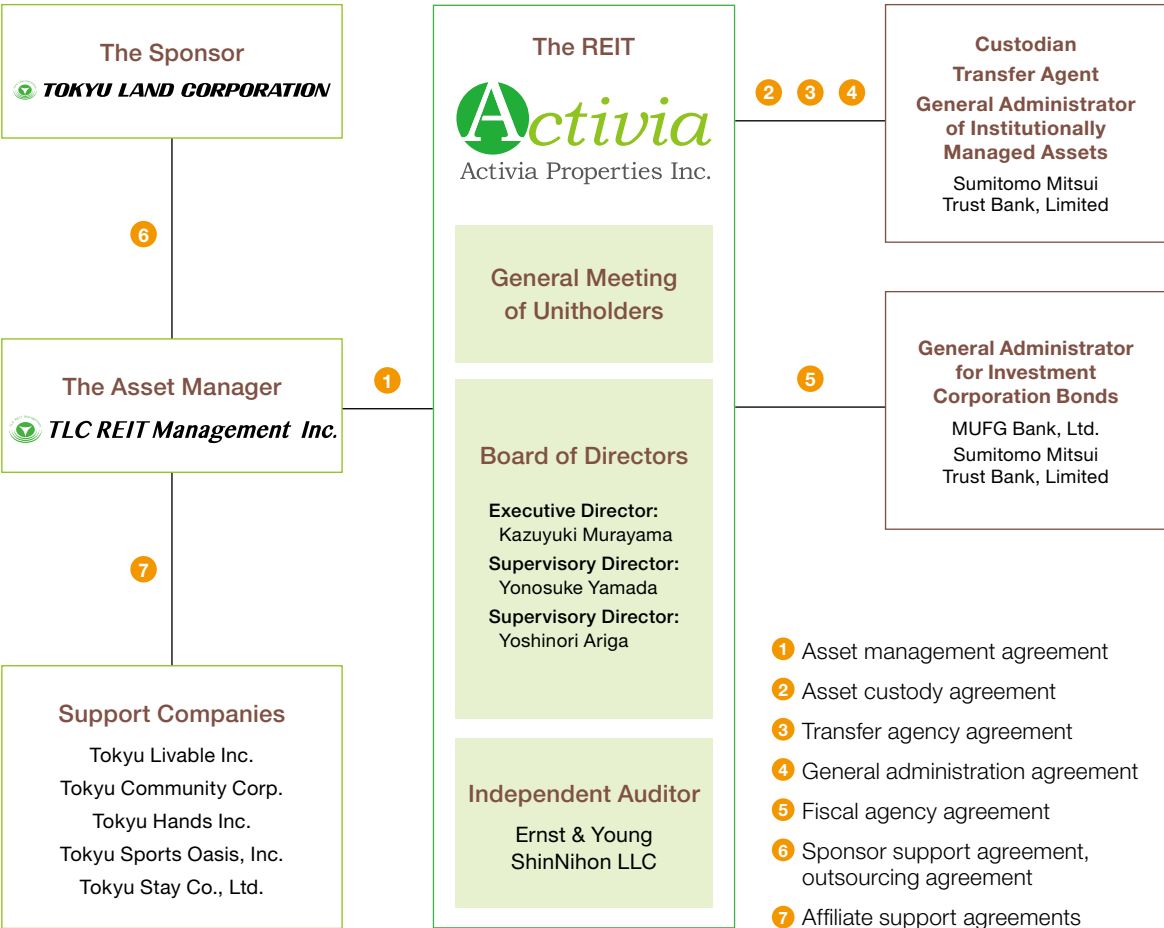 The Sponsor
TOKYU LAND CORPORATION
6
The Asset Manager
TLC REIT Management Inc.
7
Support Companies
Tokyu Livable Inc.
Tokyu Community Corp.
Tokyu Hands Inc.
Tokyu Sports Oasis, Inc.
Tokyu Stay Co., Ltd.
1
The REIT
Activia
Activia Properties Inc.
General Meeting
of Unitholders
Board of Directors
Executive Director:
Kazuyuki Murayama
Supervisory Director:
Yonosuke Yamada
Supervisory Director:
Yoshinori Ariga
Independent Auditor
Ernst & Young
ShinNihon LLC
2 3 4
Custodian
Transfer Agent
General Administrator
of Institutionally
Managed Assets
Sumitomo Mitsui
Trust Bank, Limited
5
General Administrator
for Investment
Corporation Bonds
MUFG Bank, Ltd.
Sumitomo Mitsui
Trust Bank, Limited
1 Asset management agreement
2 Asset custody agreement
3 Transfer agency agreement
4 General administration agreement
5 Fiscal agency agreement
6 Sponsor support agreement,
outsourcing agreement
7 Affiliate support agreements